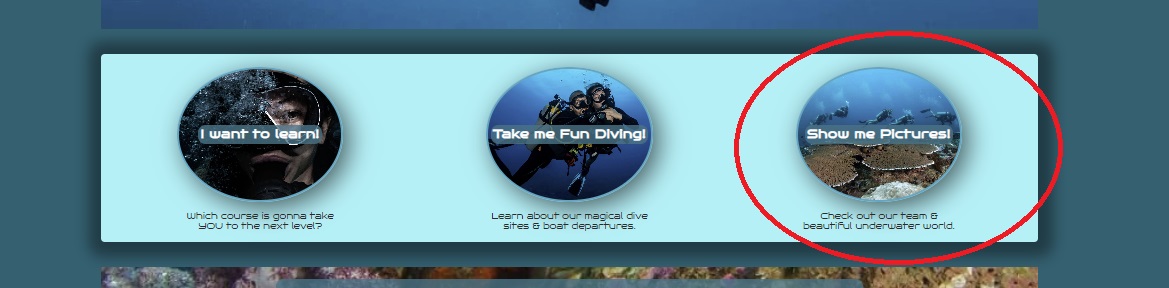 I want to learn!
Which course is gonna take
YOU to the next level?
Take me Fun Diving!
Learn about our magical dive
sites & boat departures.
Show me Pictures!
Check out our team &
beautiful underwater world.